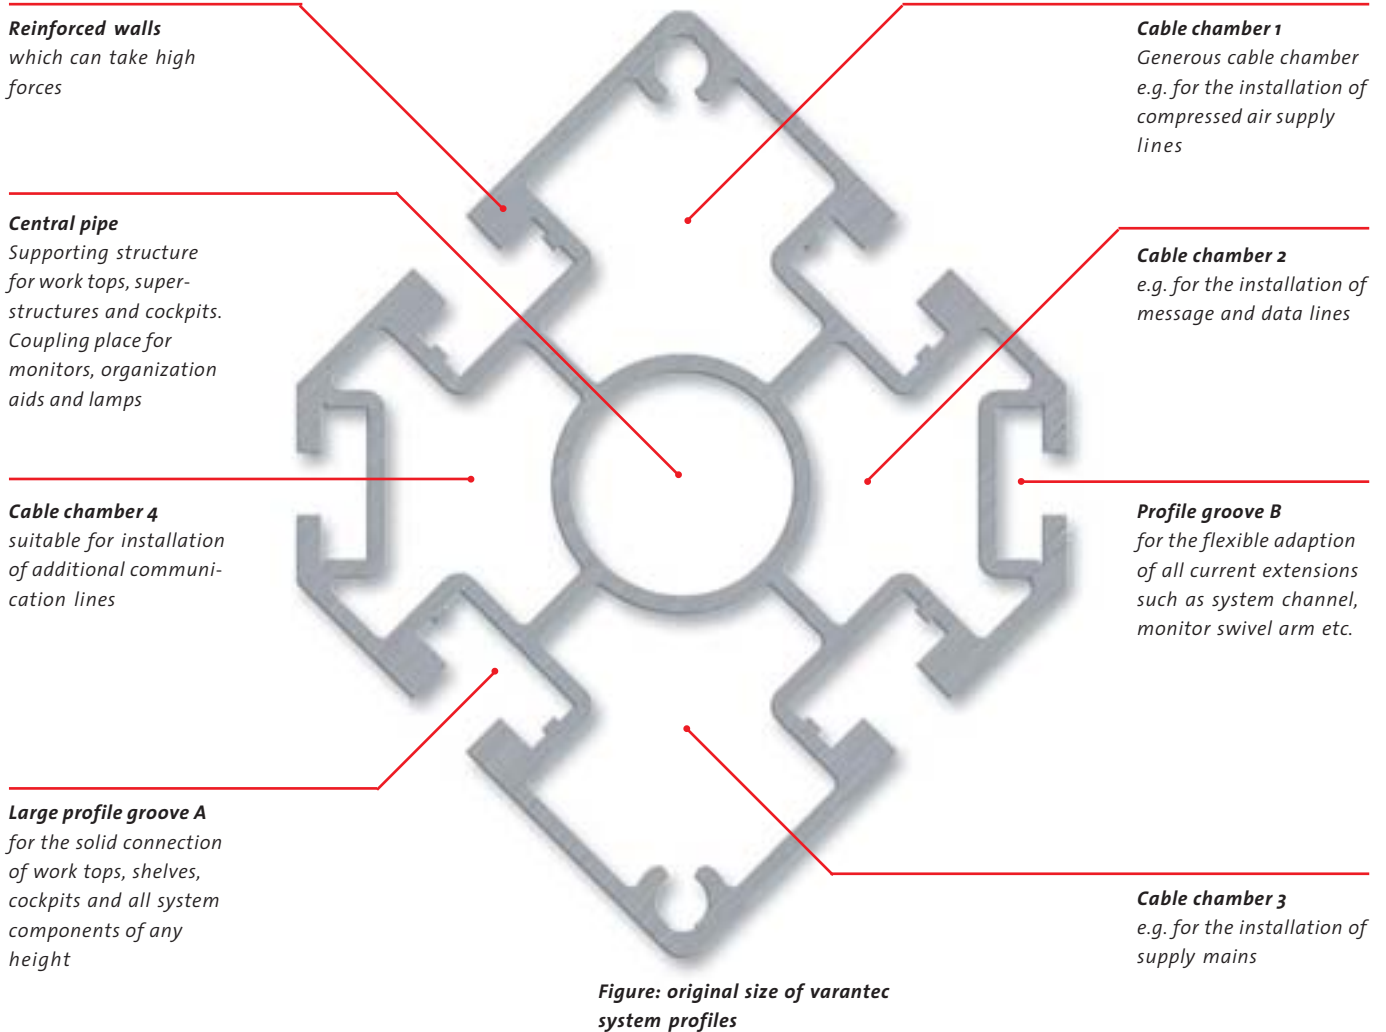 Reinforced walls
which can take high
forces
Central pipe
Supporting structure
for work tops, super-
structures and cockpits.
Coupling place for
monitors, organization
aids and lamps
Cable chamber 4
suitable for installation
of additional communi-
cation lines
Large profile groove A
for the solid connection
of work tops, shelves,
cockpits and all system
components of any
height
Cable chamber 1
Generous cable chamber
e.g. for the installation of
compressed air supply
lines
Cable chamber 2
e.g. for the installation of
message and data lines
Profile groove B
for the flexible adaption
of all current extensions
such as system channel,
monitor swivel arm etc.
Cable chamber 3
e.g. for the installation of
supply mains
Figure: original size of varantec
system profiles